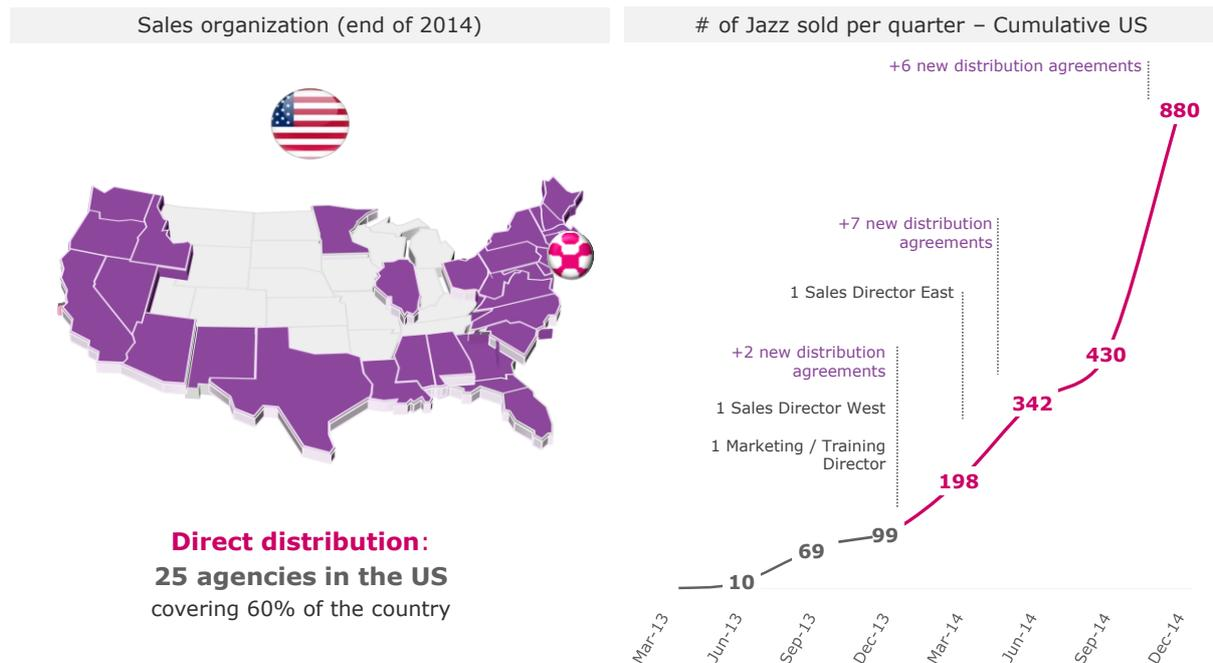 Sales organization (end of 2014)
Direct distribution:
25 agencies in the US
covering 60% of the country
# of Jazz sold per quarter – Cumulative US
+6 new distribution agreements
880
+7 new distribution
agreements
1 Sales Director East
+2 new distribution
agreements
430
1 Sales Director West
342
1 Marketing / Training
Director
198
99
69
10
Mar-13
Jun-13
Sep-13
Dec-13
Mar-14
Jun-14
Sep-14
Dec-14